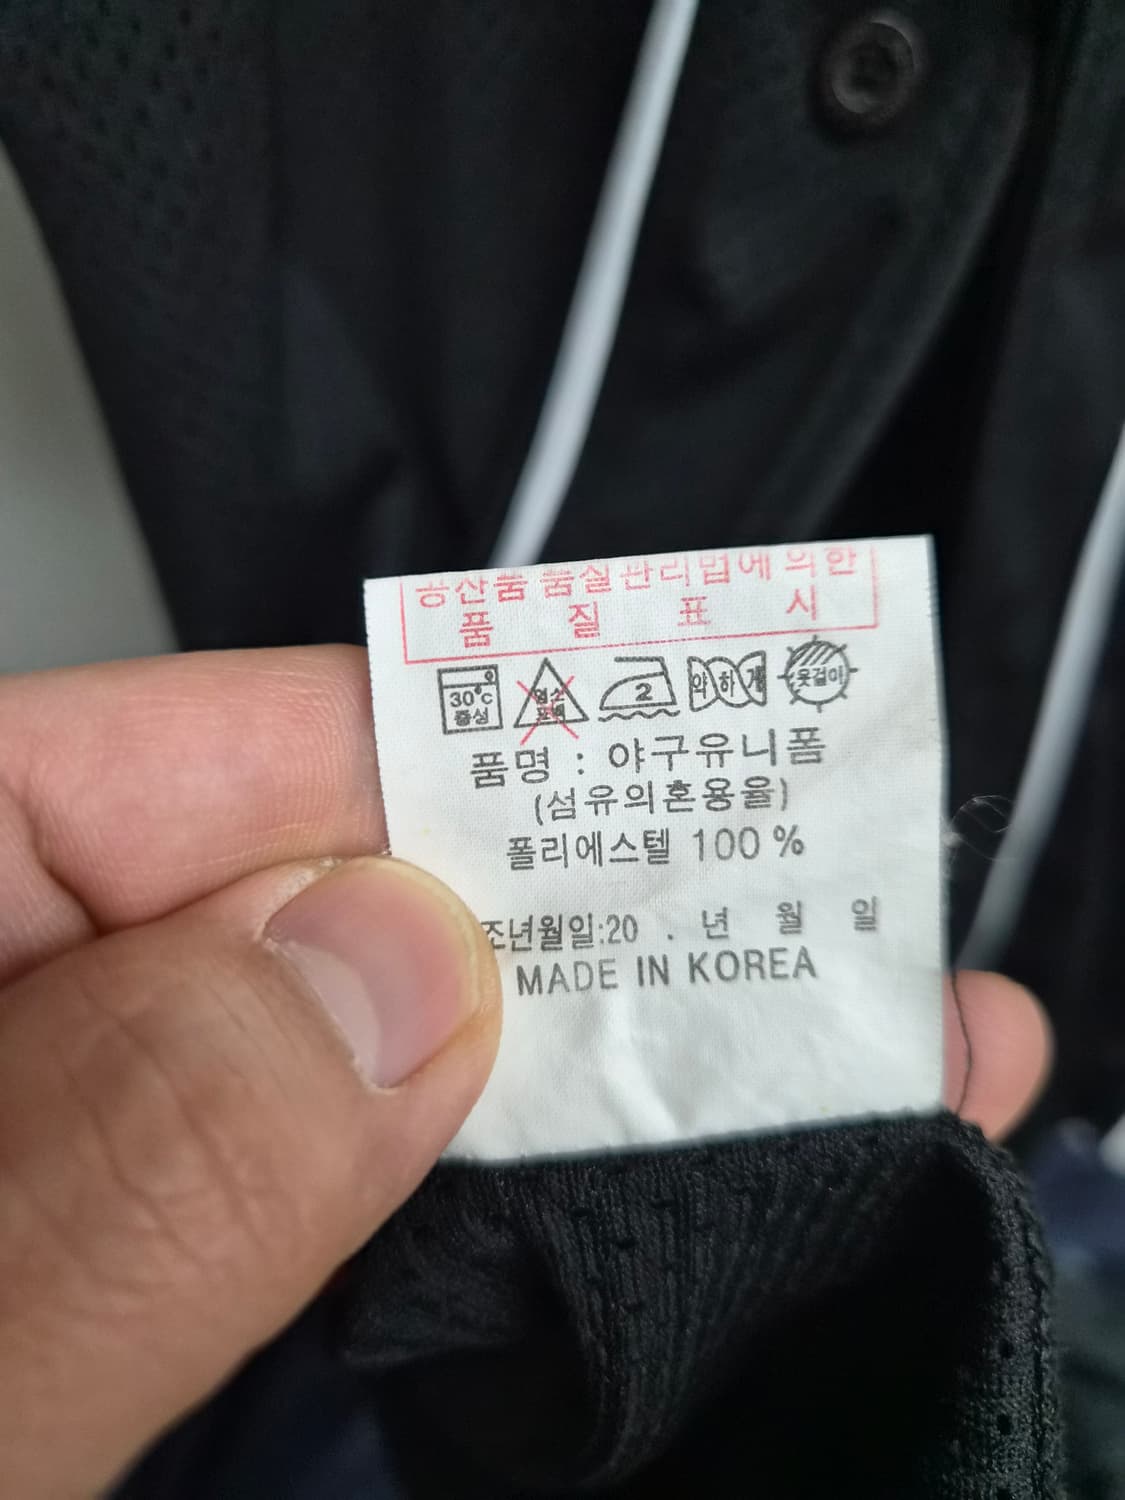 공산품 품질관리법에 의한
품 질 표 시
30°C 중성 염소 표백 2 약하게 옷걸이
품명 : 야구유니폼
(섬유의혼용율)
폴리에스텔 100 %
조년월일:20 . 년 월 일
MADE IN KOREA